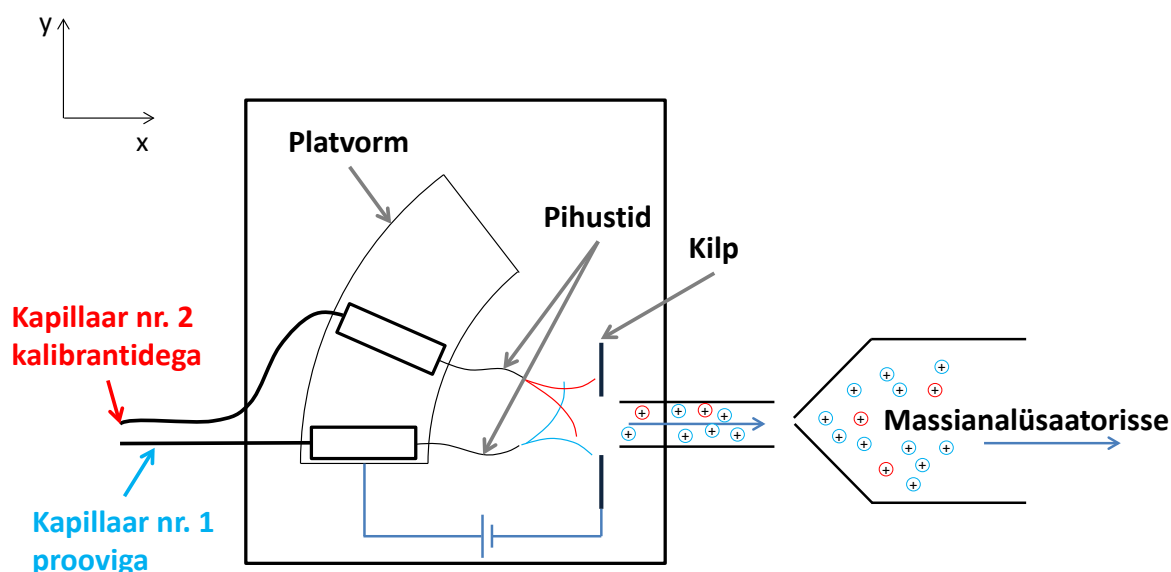 y
x
Platvorm
Pihustid
Kilp
Kapillaar nr. 2
kalibrantidega
Massianalüsaatorisse
Kapillaar nr. 1
prooviga
+ + + + + + + +
+ + + + + + + + + + + +